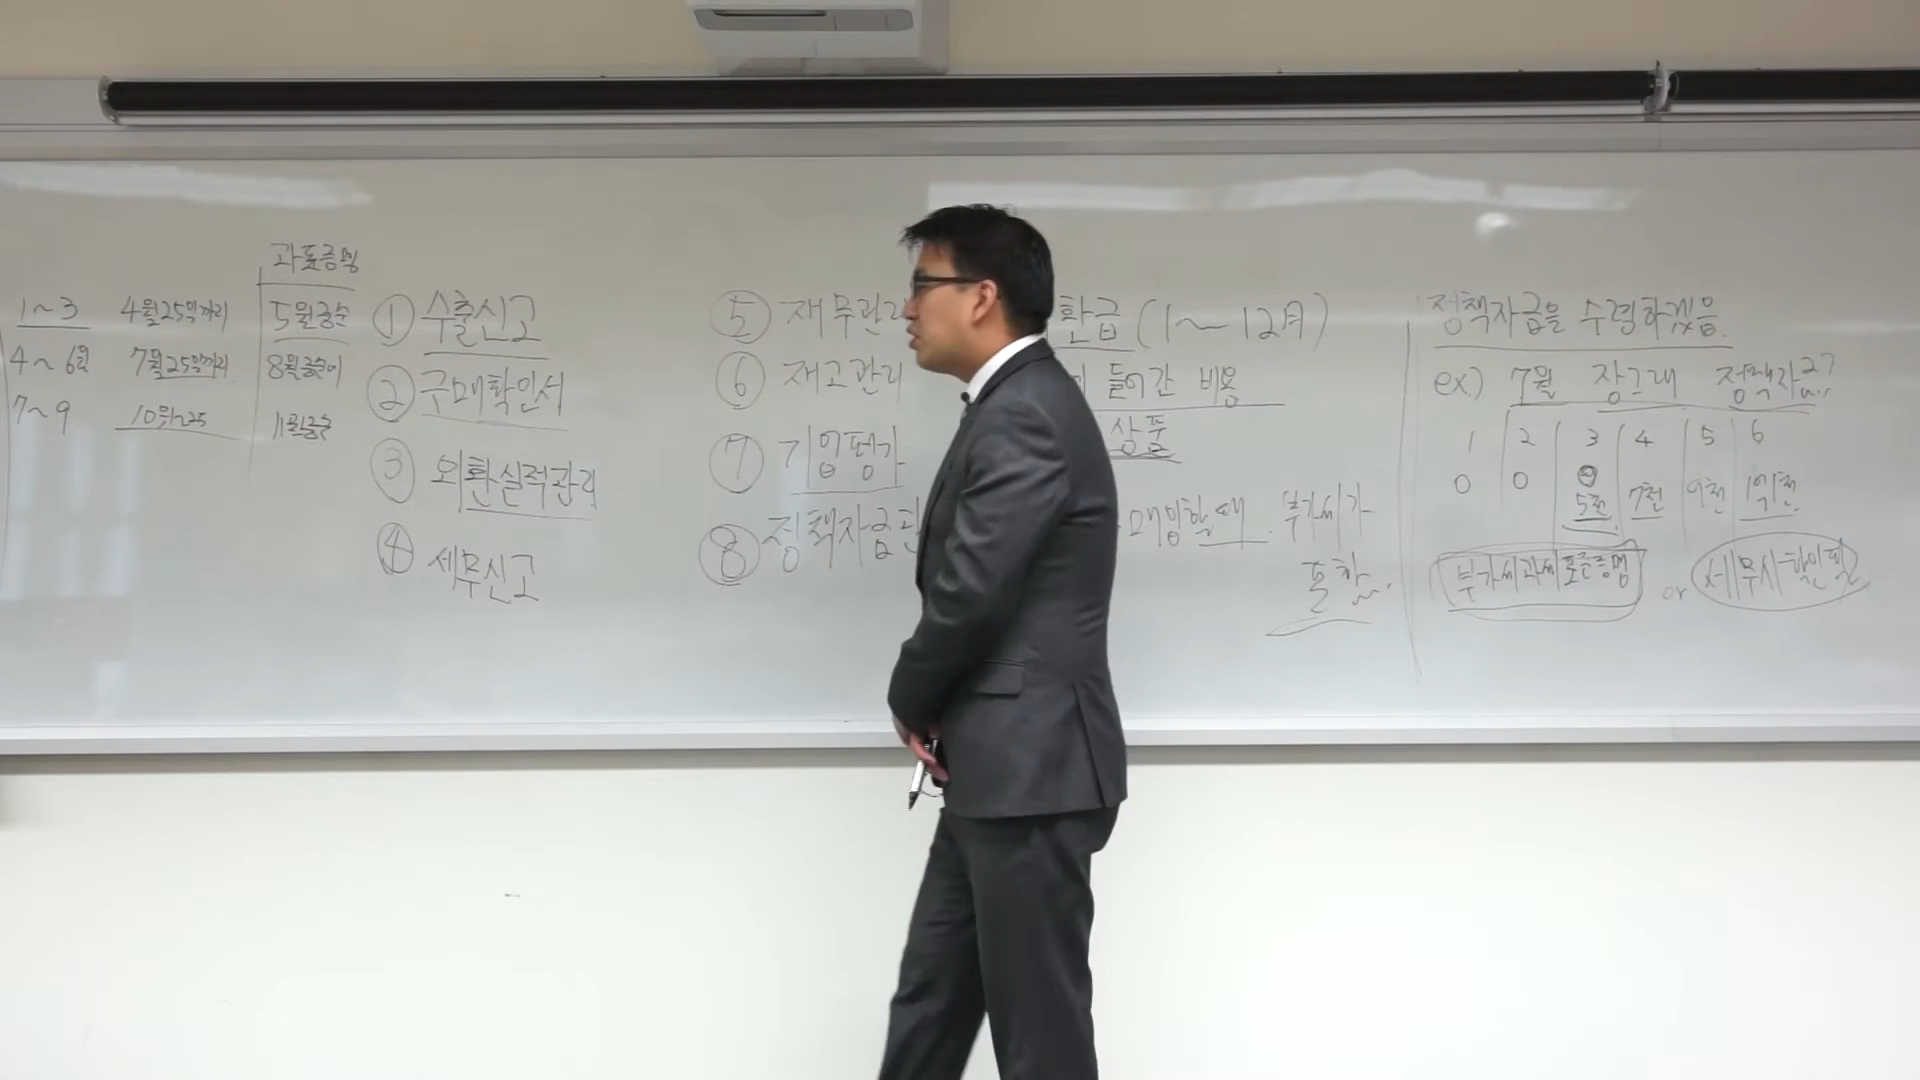 과표증명
1~3 4월25일까지 5월중순
4~6월 7월25일까지 8월중순이
7~9 10월~25 11월중순
① 수출신고
② 구매확인서
③ 외환실적관리
④ 세무신고
⑤ 재무관리
⑥ 재고관리
⑦ 기업평가
⑧ 정책자금
환급 (1~12月)
들어간 비용
상품
매입할때 부가세가
포함
정책자금을 수령하겠음.
ex) 7월 장그래 정책자금?
1 2 3 4 5 6
0 0 0
5천 7천 9천 1억1천
부가세과세표준증명 or 세무사확인필